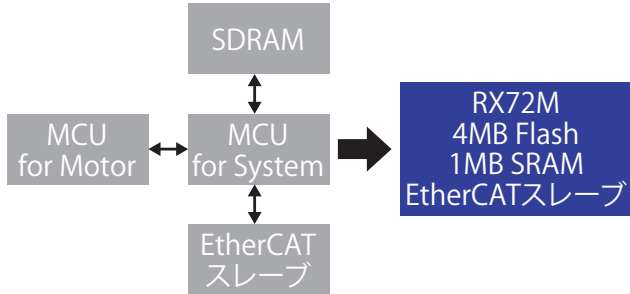 SDRAM
MCU
for Motor
MCU
for System
EtherCAT
スレーブ
RX72M
4MB Flash
1MB SRAM
EtherCATスレーブ